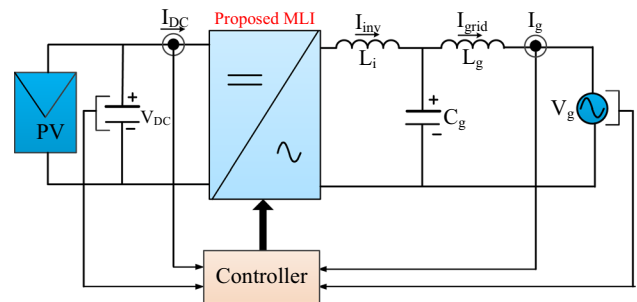 I_DC
Proposed MLI
I_inv
I_grid
I_g
L_i
L_g
PV
+
V_DC
−
+
C_g
−
V_g
Controller